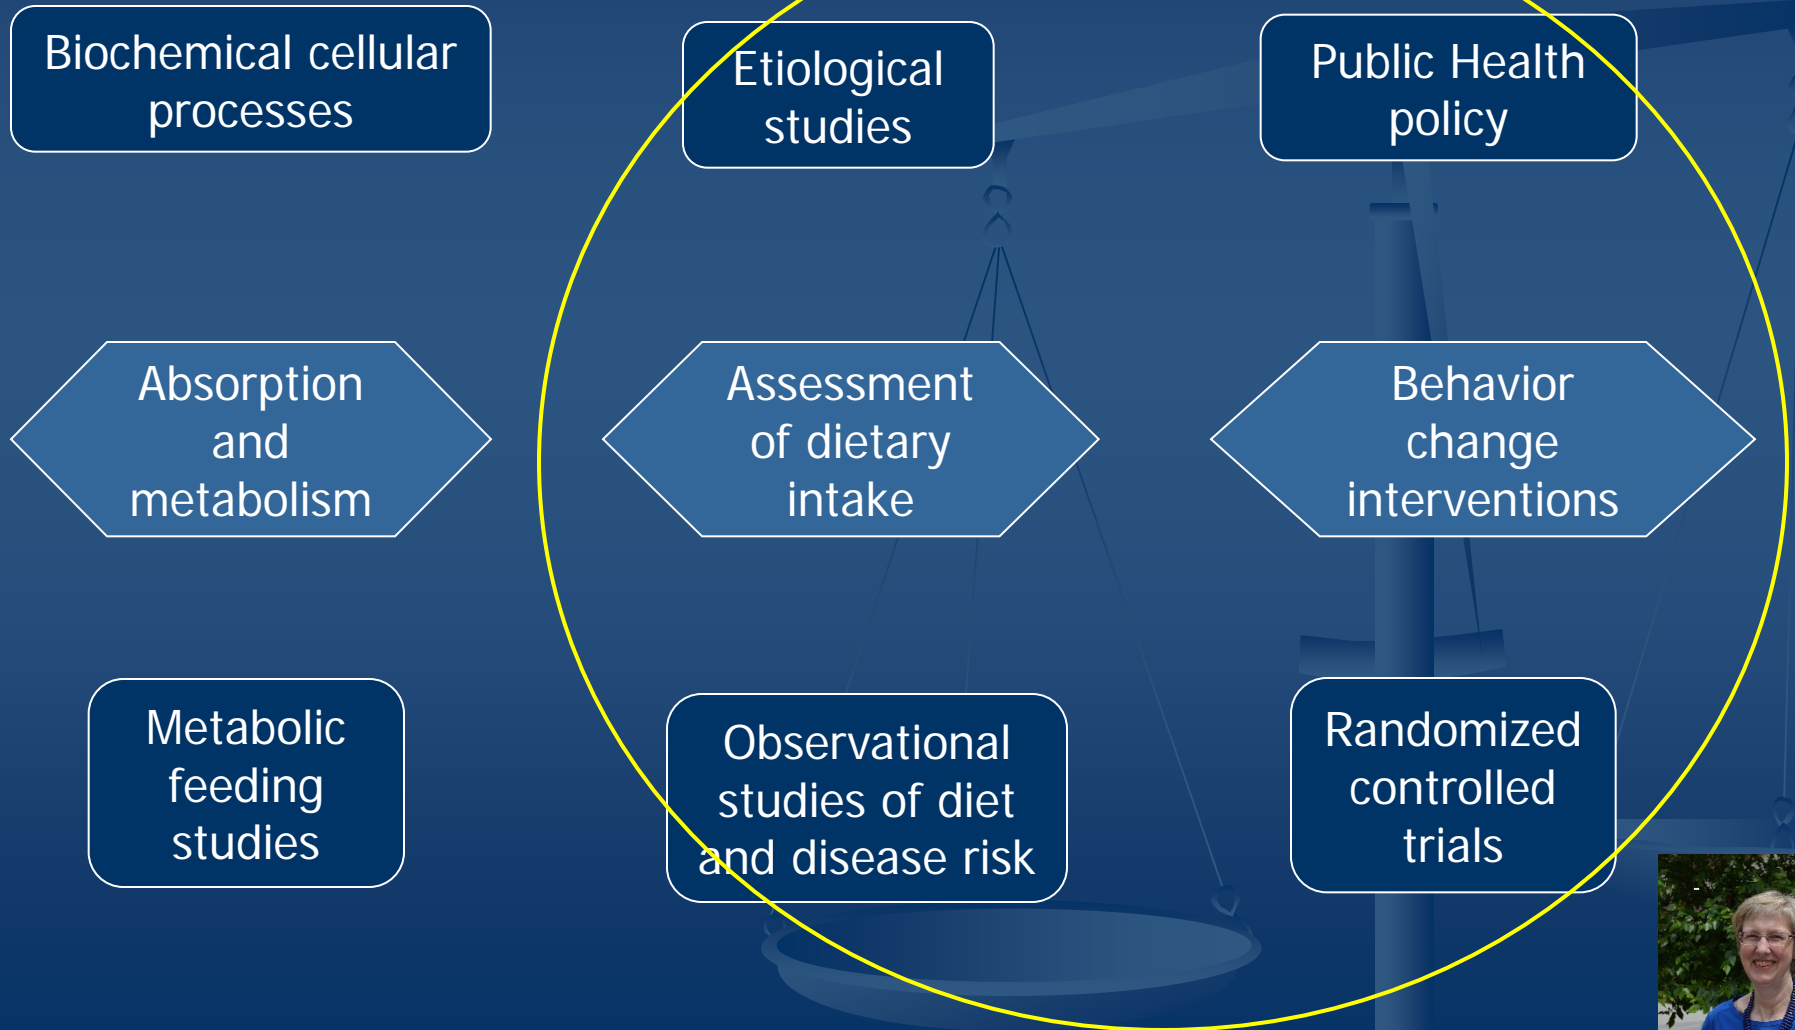 Biochemical cellular
processes
Etiological
studies
Public Health
policy
Absorption
and
metabolism
Assessment
of dietary
intake
Behavior
change
interventions
Metabolic
feeding
studies
Observational
studies of diet
and disease risk
Randomized
controlled
trials